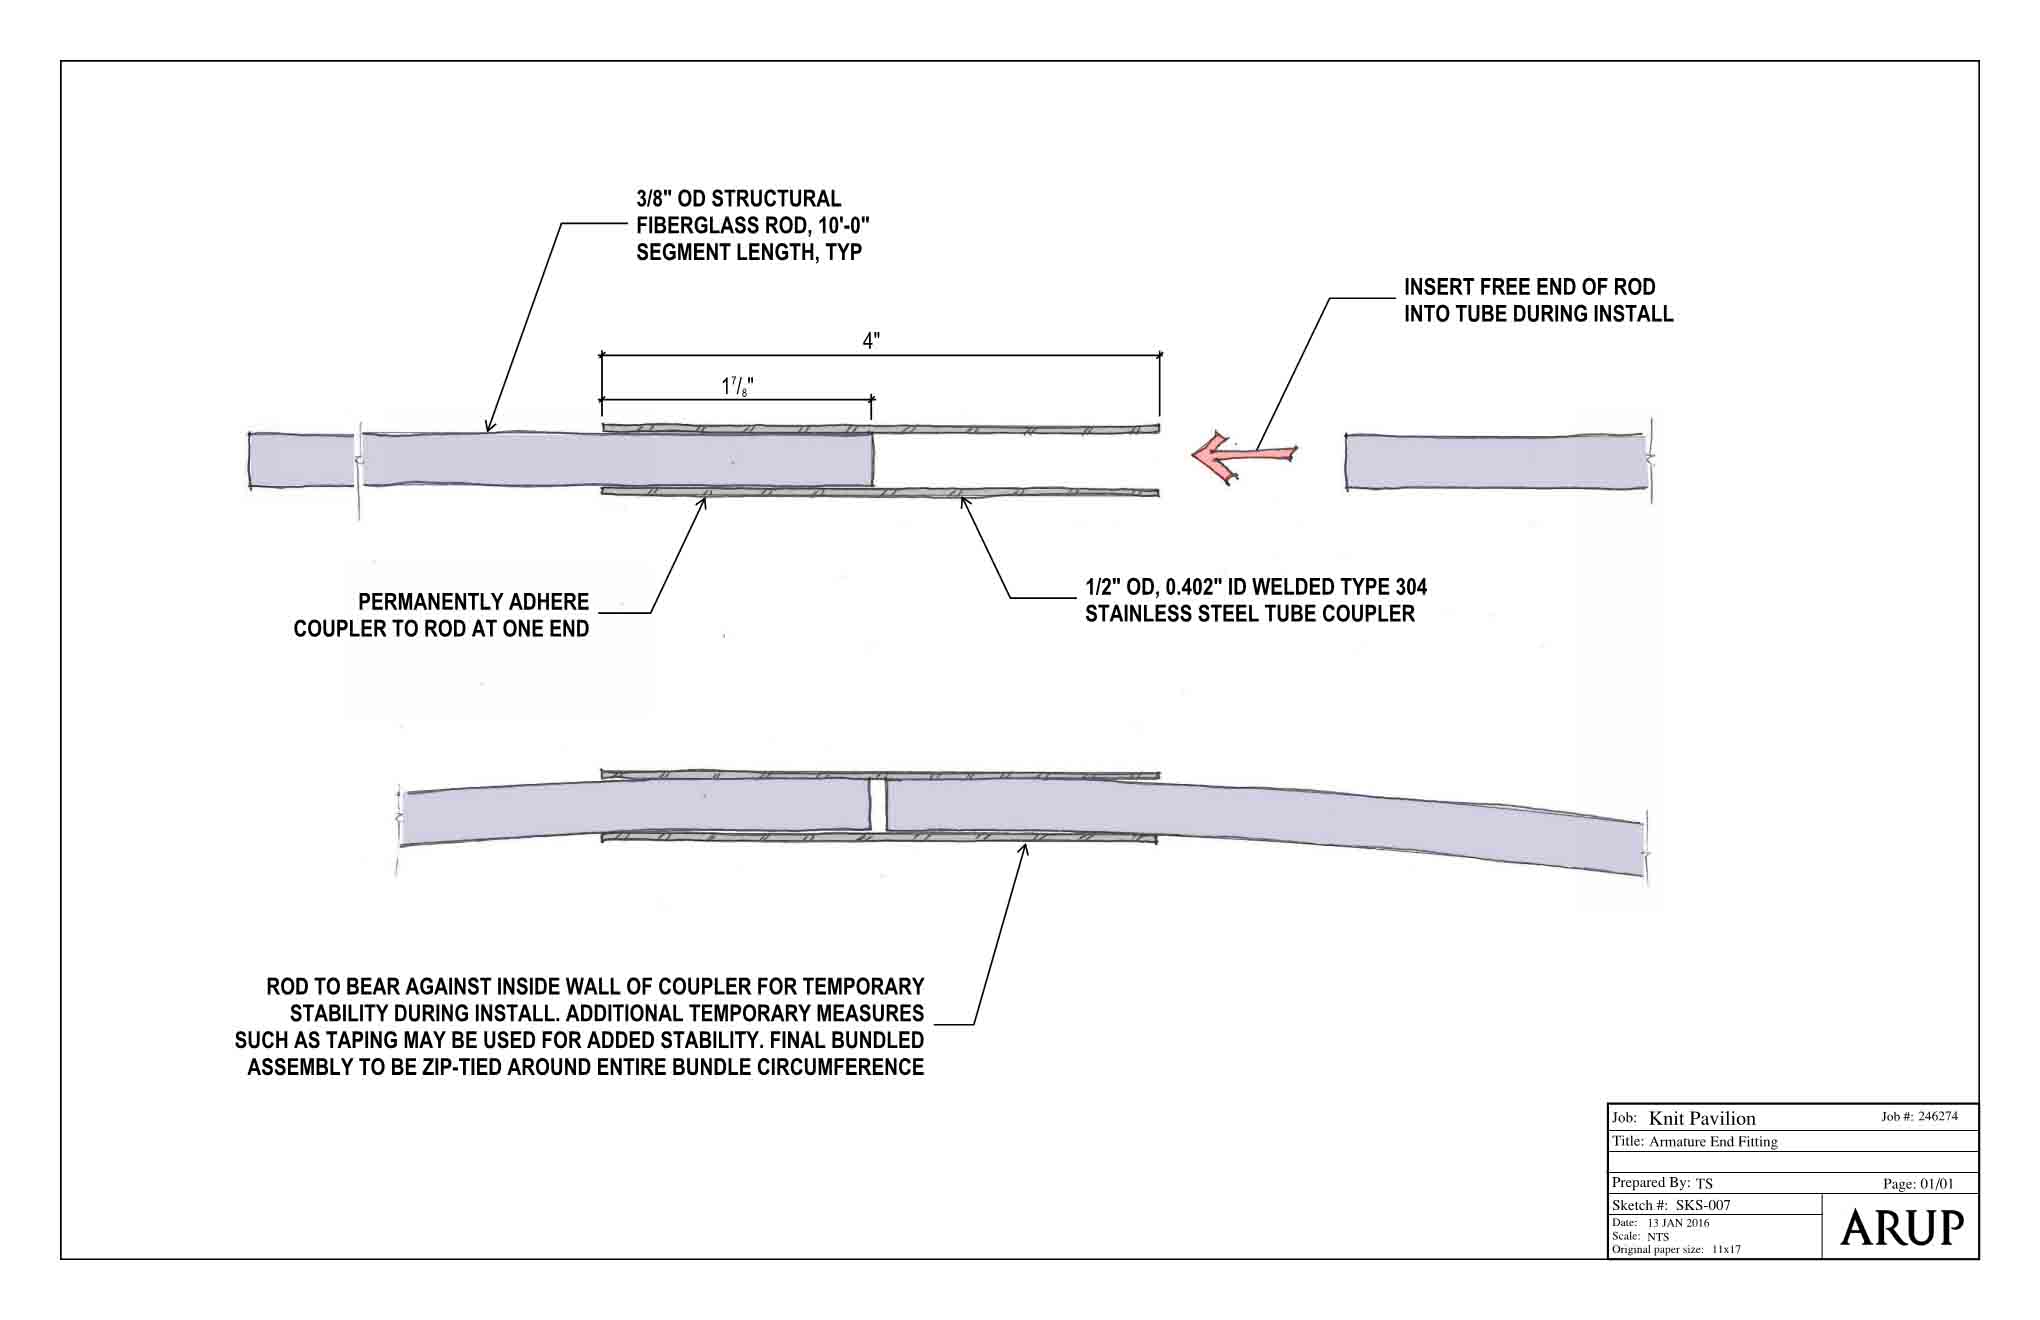 3/8" OD STRUCTURAL
FIBERGLASS ROD, 10'-0"
SEGMENT LENGTH, TYP
INSERT FREE END OF ROD
INTO TUBE DURING INSTALL
4"
1 7/8"
PERMANENTLY ADHERE
COUPLER TO ROD AT ONE END
1/2" OD, 0.402" ID WELDED TYPE 304
STAINLESS STEEL TUBE COUPLER
ROD TO BEAR AGAINST INSIDE WALL OF COUPLER FOR TEMPORARY
STABILITY DURING INSTALL. ADDITIONAL TEMPORARY MEASURES
SUCH AS TAPING MAY BE USED FOR ADDED STABILITY. FINAL BUNDLED
ASSEMBLY TO BE ZIP-TIED AROUND ENTIRE BUNDLE CIRCUMFERENCE
Job: Knit Pavilion Job #: 246274
Title: Armature End Fitting
Prepared By: TS Page: 01/01
Sketch #: SKS-007
Date: 13 JAN 2016
Scale: NTS
Original paper size: 11x17
ARUP